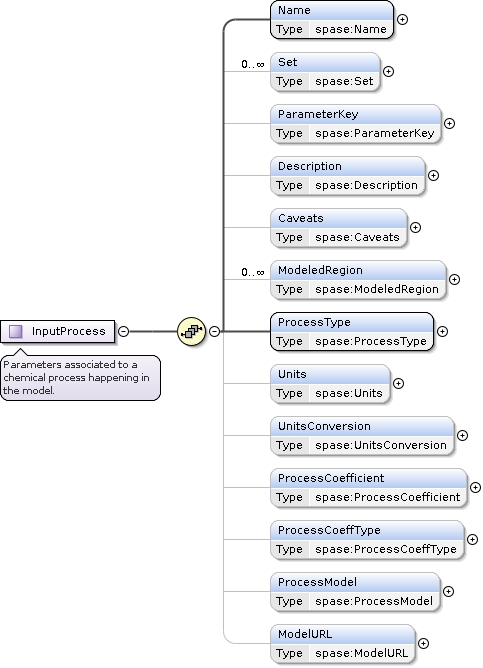 Name
Type spase:Name
0..∞
Set
Type spase:Set
ParameterKey
Type spase:ParameterKey
Description
Type spase:Description
Caveats
Type spase:Caveats
0..∞
ModeledRegion
Type spase:ModeledRegion
InputProcess
Parameters associated to a
chemical process happening in
the model.
ProcessType
Type spase:ProcessType
Units
Type spase:Units
UnitsConversion
Type spase:UnitsConversion
ProcessCoefficient
Type spase:ProcessCoefficient
ProcessCoeffType
Type spase:ProcessCoeffType
ProcessModel
Type spase:ProcessModel
ModelURL
Type spase:ModelURL